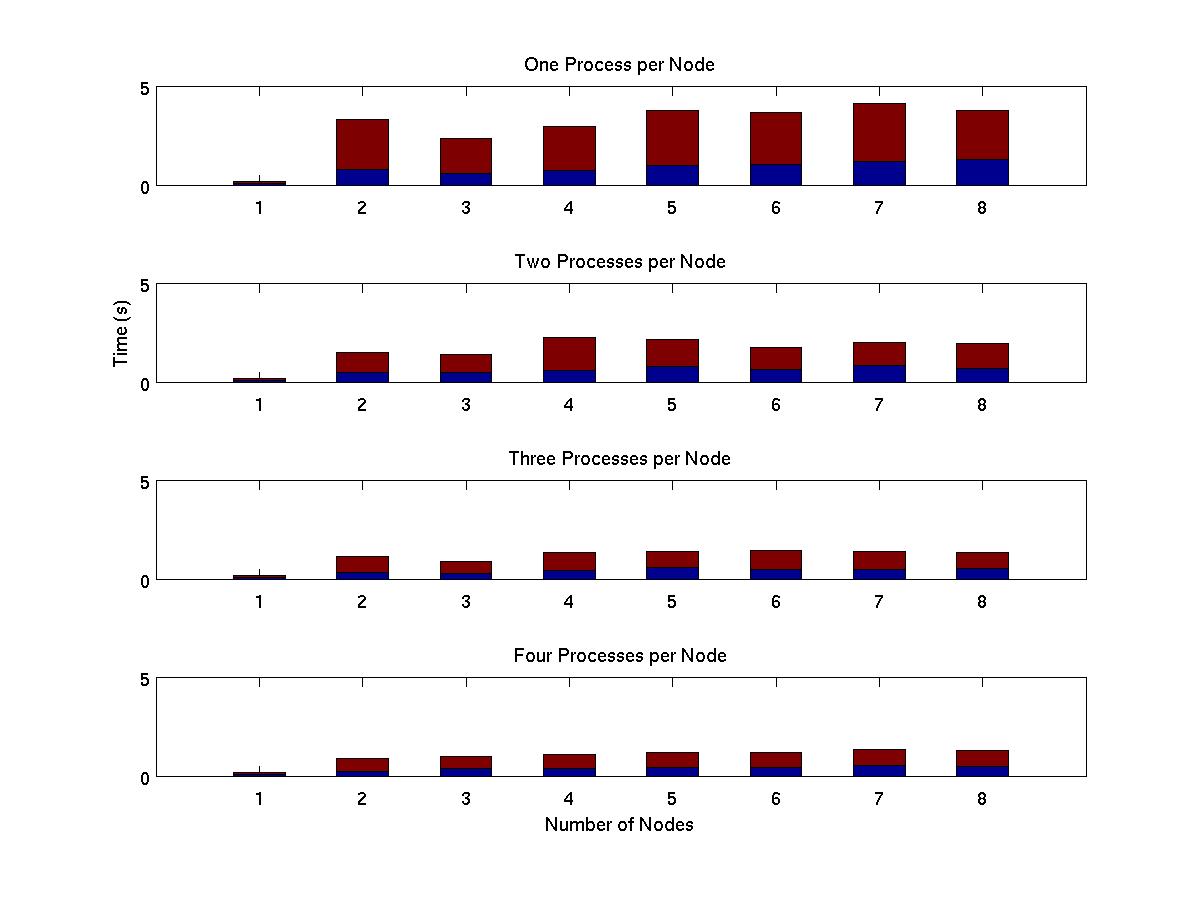 One Process per Node
5
0
1 2 3 4 5 6 7 8
Two Processes per Node
5
Time (s)
0
1 2 3 4 5 6 7 8
Three Processes per Node
5
0
1 2 3 4 5 6 7 8
Four Processes per Node
5
0
1 2 3 4 5 6 7 8
Number of Nodes